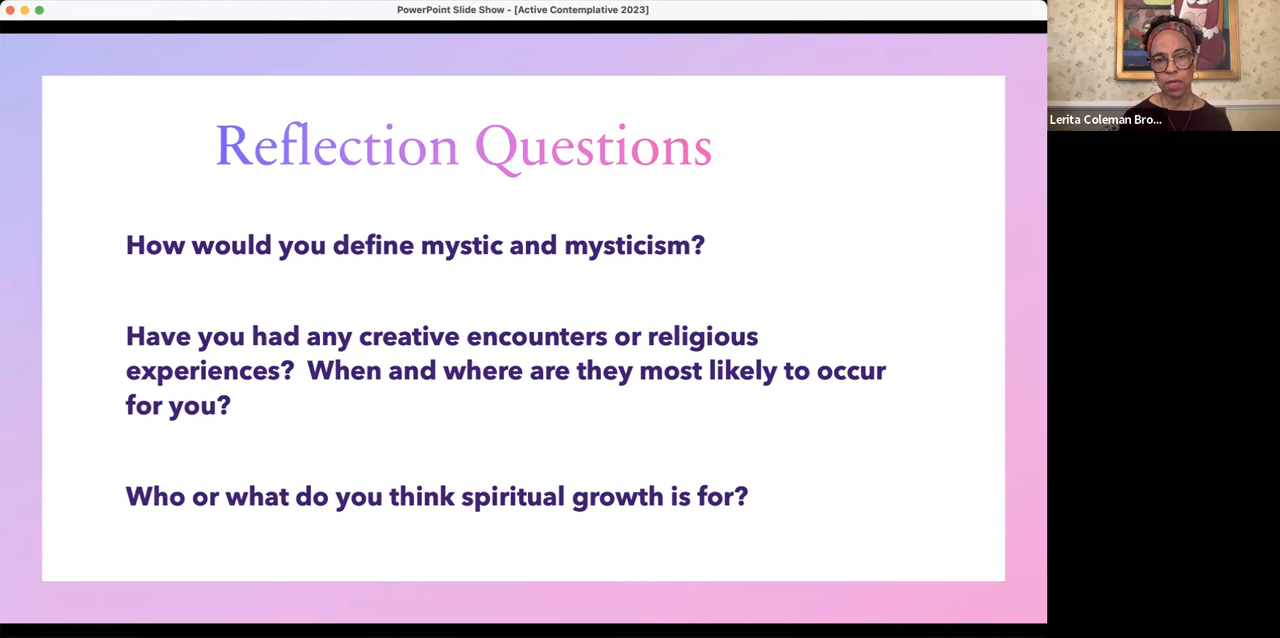 PowerPoint Slide Show - [Active Contemplative 2023]
Lerita Coleman Bro...
Reflection Questions
How would you define mystic and mysticism?
Have you had any creative encounters or religious
experiences?  When and where are they most likely to occur
for you?
Who or what do you think spiritual growth is for?